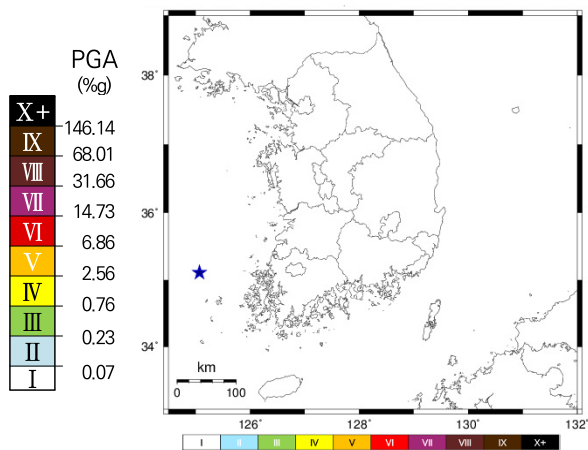 PGA
(%g)
X+
146.14
IX
68.01
VIII
31.66
VII
14.73
VI
6.86
V
2.56
IV
0.76
III
0.23
II
0.07
I
38°
36°
34°
km
0 100
126° 128° 130° 132°
I II III IV V VI VII VIII IX X+